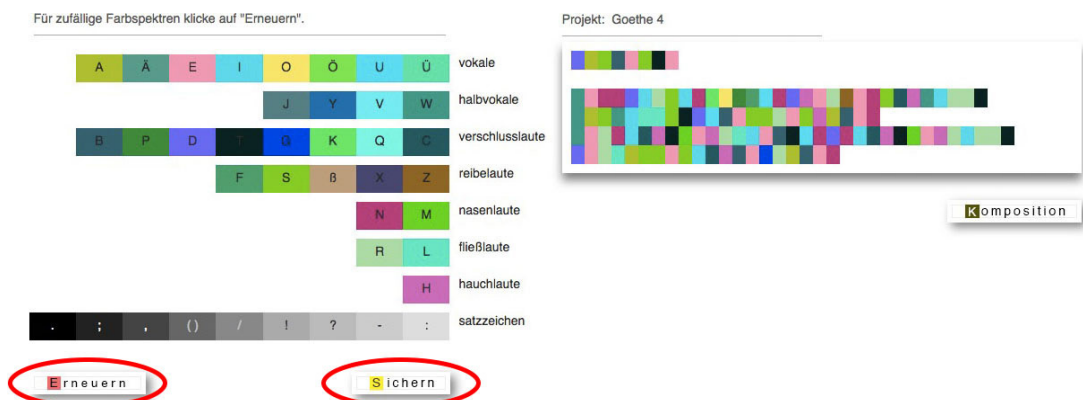 Für zufällige Farbspektren klicke auf "Erneuern".
A Ä E I O Ö U Ü vokale
J Y V W halbvokale
B P D T G K Q C verschlusslaute
F S ß X Z reibelaute
N M nasenlaute
R L fließlaute
H hauchlaute
. ; , ( ) / ! ? - : satzzeichen
Erneuern
Sichern
Projekt: Goethe 4
Komposition